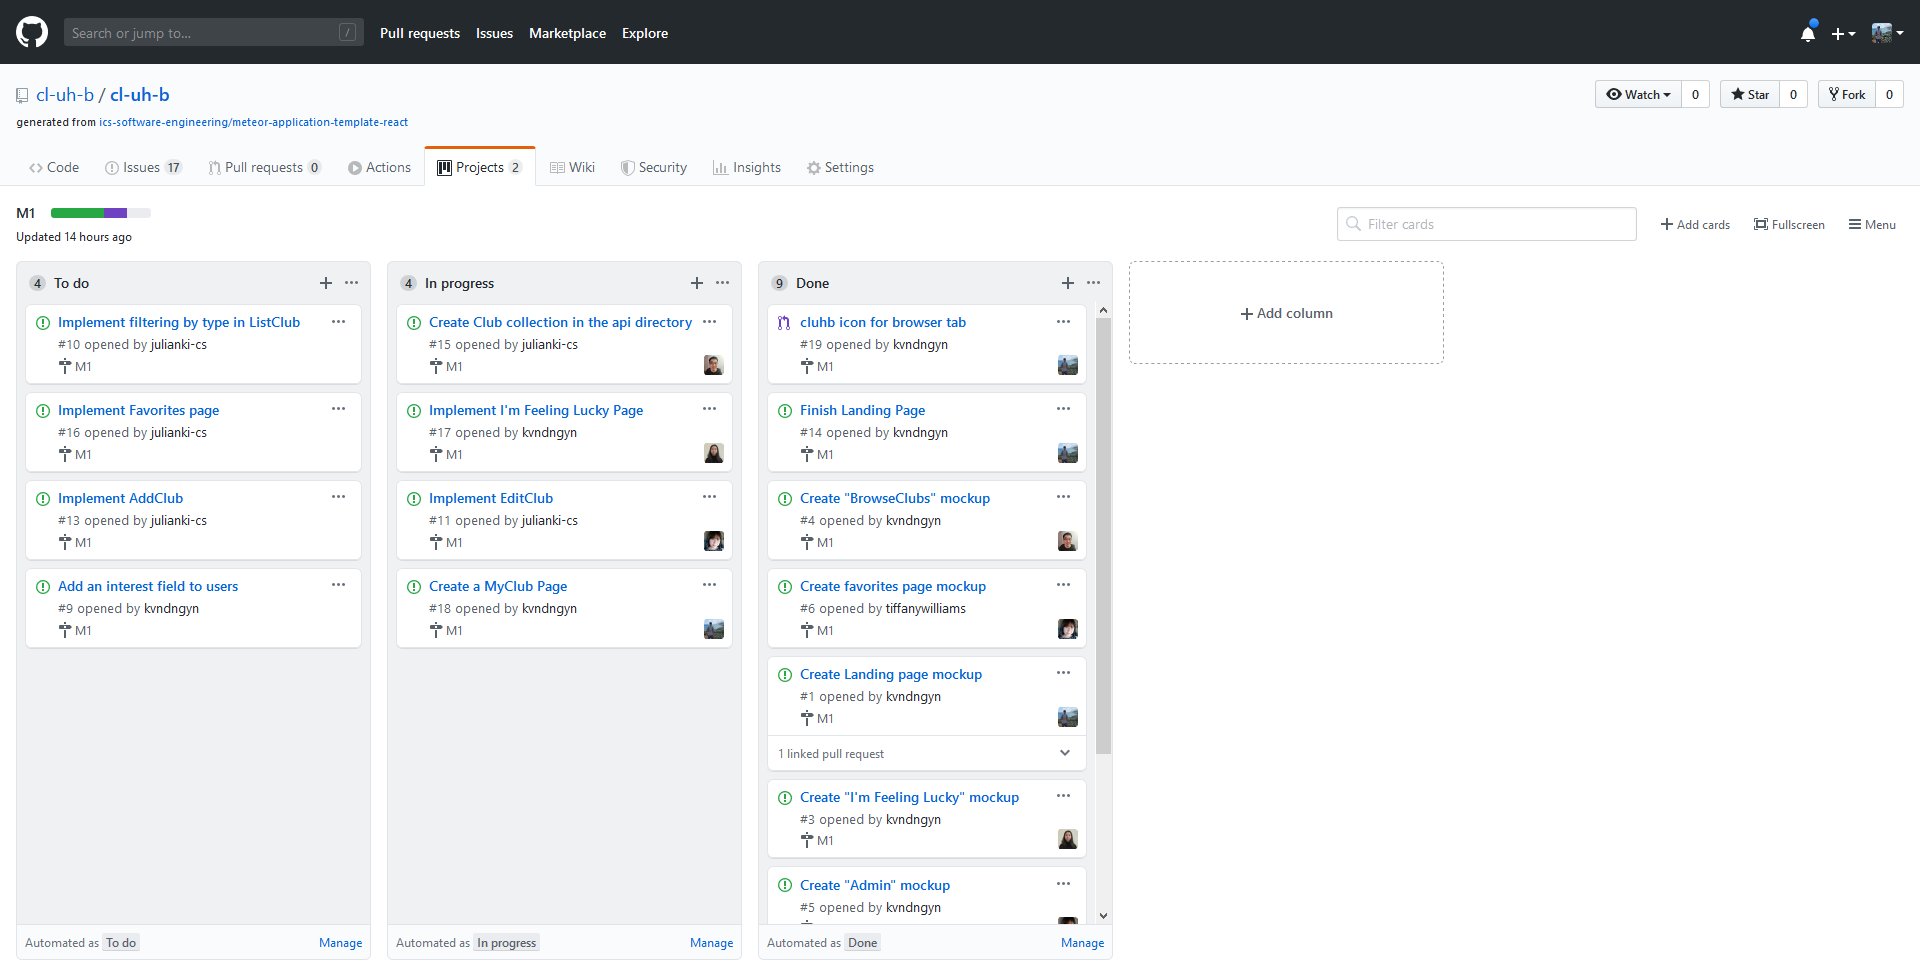 Search or jump to...
/
Pull requests
Issues
Marketplace
Explore
cl-uh-b / cl-uh-b
generated from ics-software-engineering/meteor-application-template-react
Watch 0
Star 0
Fork 0
Code
Issues 17
Pull requests 0
Actions
Projects 2
Wiki
Security
Insights
Settings
M1
Updated 14 hours ago
Filter cards
Add cards
Fullscreen
Menu
4 To do
Implement filtering by type in ListClub
#10 opened by julianki-cs
M1
Implement Favorites page
#16 opened by julianki-cs
M1
Implement AddClub
#13 opened by julianki-cs
M1
Add an interest field to users
#9 opened by kvndngyn
M1
Automated as To do
Manage
4 In progress
Create Club collection in the api directory
#15 opened by julianki-cs
M1
Implement I'm Feeling Lucky Page
#17 opened by kvndngyn
M1
Implement EditClub
#11 opened by julianki-cs
M1
Create a MyClub Page
#18 opened by kvndngyn
M1
Automated as In progress
Manage
9 Done
cluhb icon for browser tab
#19 opened by kvndngyn
M1
Finish Landing Page
#14 opened by kvndngyn
M1
Create "BrowseClubs" mockup
#4 opened by kvndngyn
M1
Create favorites page mockup
#6 opened by tiffanywilliams
M1
Create Landing page mockup
#1 opened by kvndngyn
M1
1 linked pull request
Create "I'm Feeling Lucky" mockup
#3 opened by kvndngyn
M1
Create "Admin" mockup
#5 opened by kvndngyn
Automated as Done
Manage
Add column